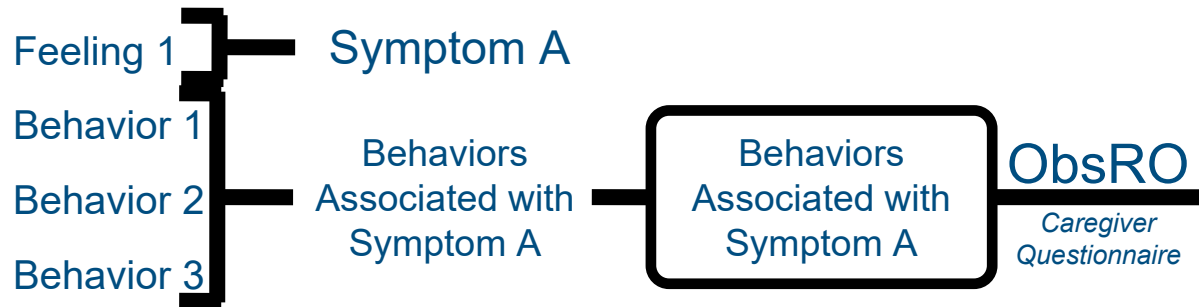 Feeling 1
Symptom A
Behavior 1
Behavior 2
Behavior 3
Behaviors
Associated with
Symptom A
Behaviors
Associated with
Symptom A
ObsRO
Caregiver
Questionnaire